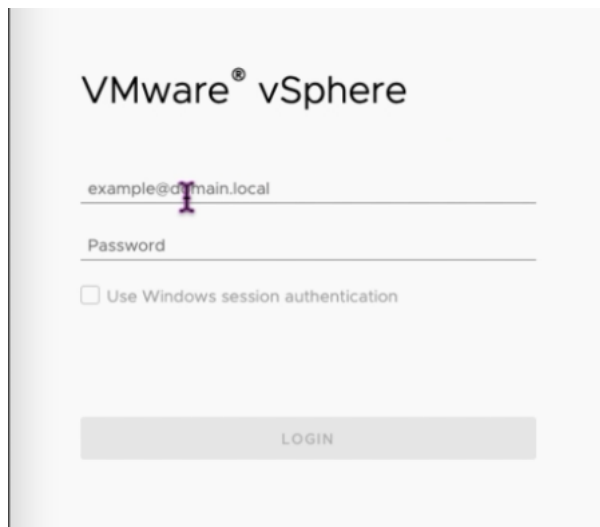 VMware® vSphere
example@domain.local
Password
Use Windows session authentication
LOGIN